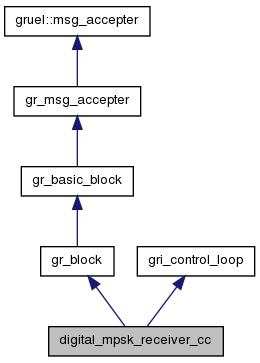 gruel::msg_accepter
gr_msg_accepter
gr_basic_block
gr_block
gri_control_loop
digital_mpsk_receiver_cc